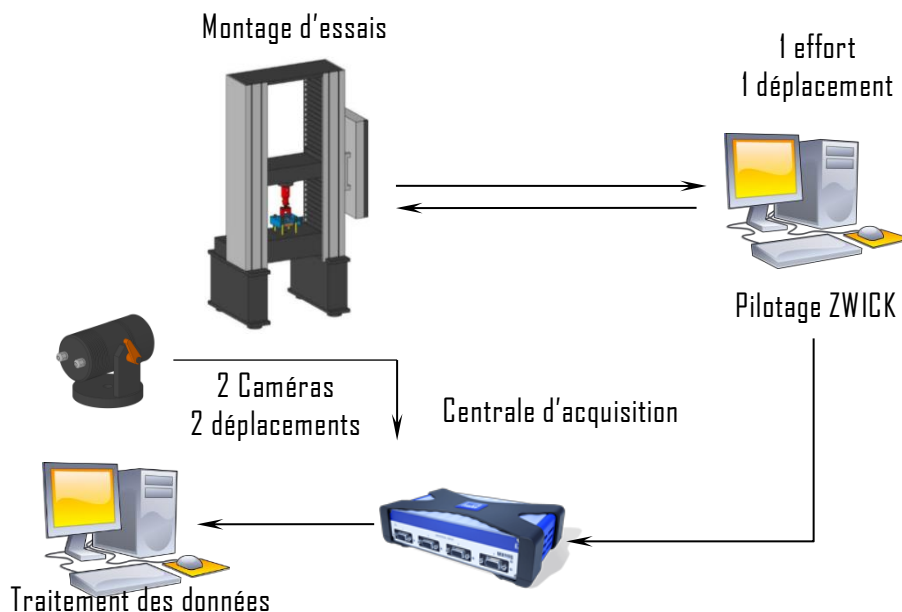 Montage d'essais
1 effort
1 déplacement
Pilotage ZWICK
2 Caméras
2 déplacements
Centrale d'acquisition
Traitement des données